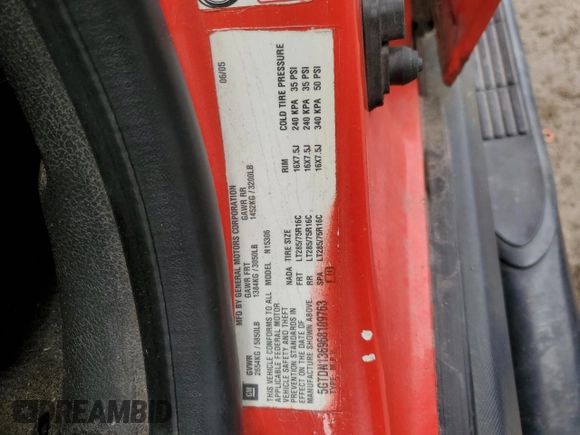 MFD BY GENERAL MOTORS CORPORATION
06/05
GVWR GAWR FRT GAWR RR
2654KG / 5850LB 1384KG / 3050LB 1452KG / 3200LB
THIS VEHICLE CONFORMS TO ALL
APPLICABLE FEDERAL MOTOR
VEHICLE SAFETY AND THEFT
PREVENTION STANDARDS IN
EFFECT ON THE DATE OF
MANUFACTURE SHOWN ABOVE.
MODEL N15306
NADA TIRE SIZE RIM COLD TIRE PRESSURE
FRT LT285/75R16C 16X7.5J 240 KPA 35 PSI
RR LT285/75R16C 16X7.5J 240 KPA 35 PSI
SPA LT285/75R16C 16X7.5J 340 KPA 50 PSI
5GTDN136968109763
GM
DREAMBID